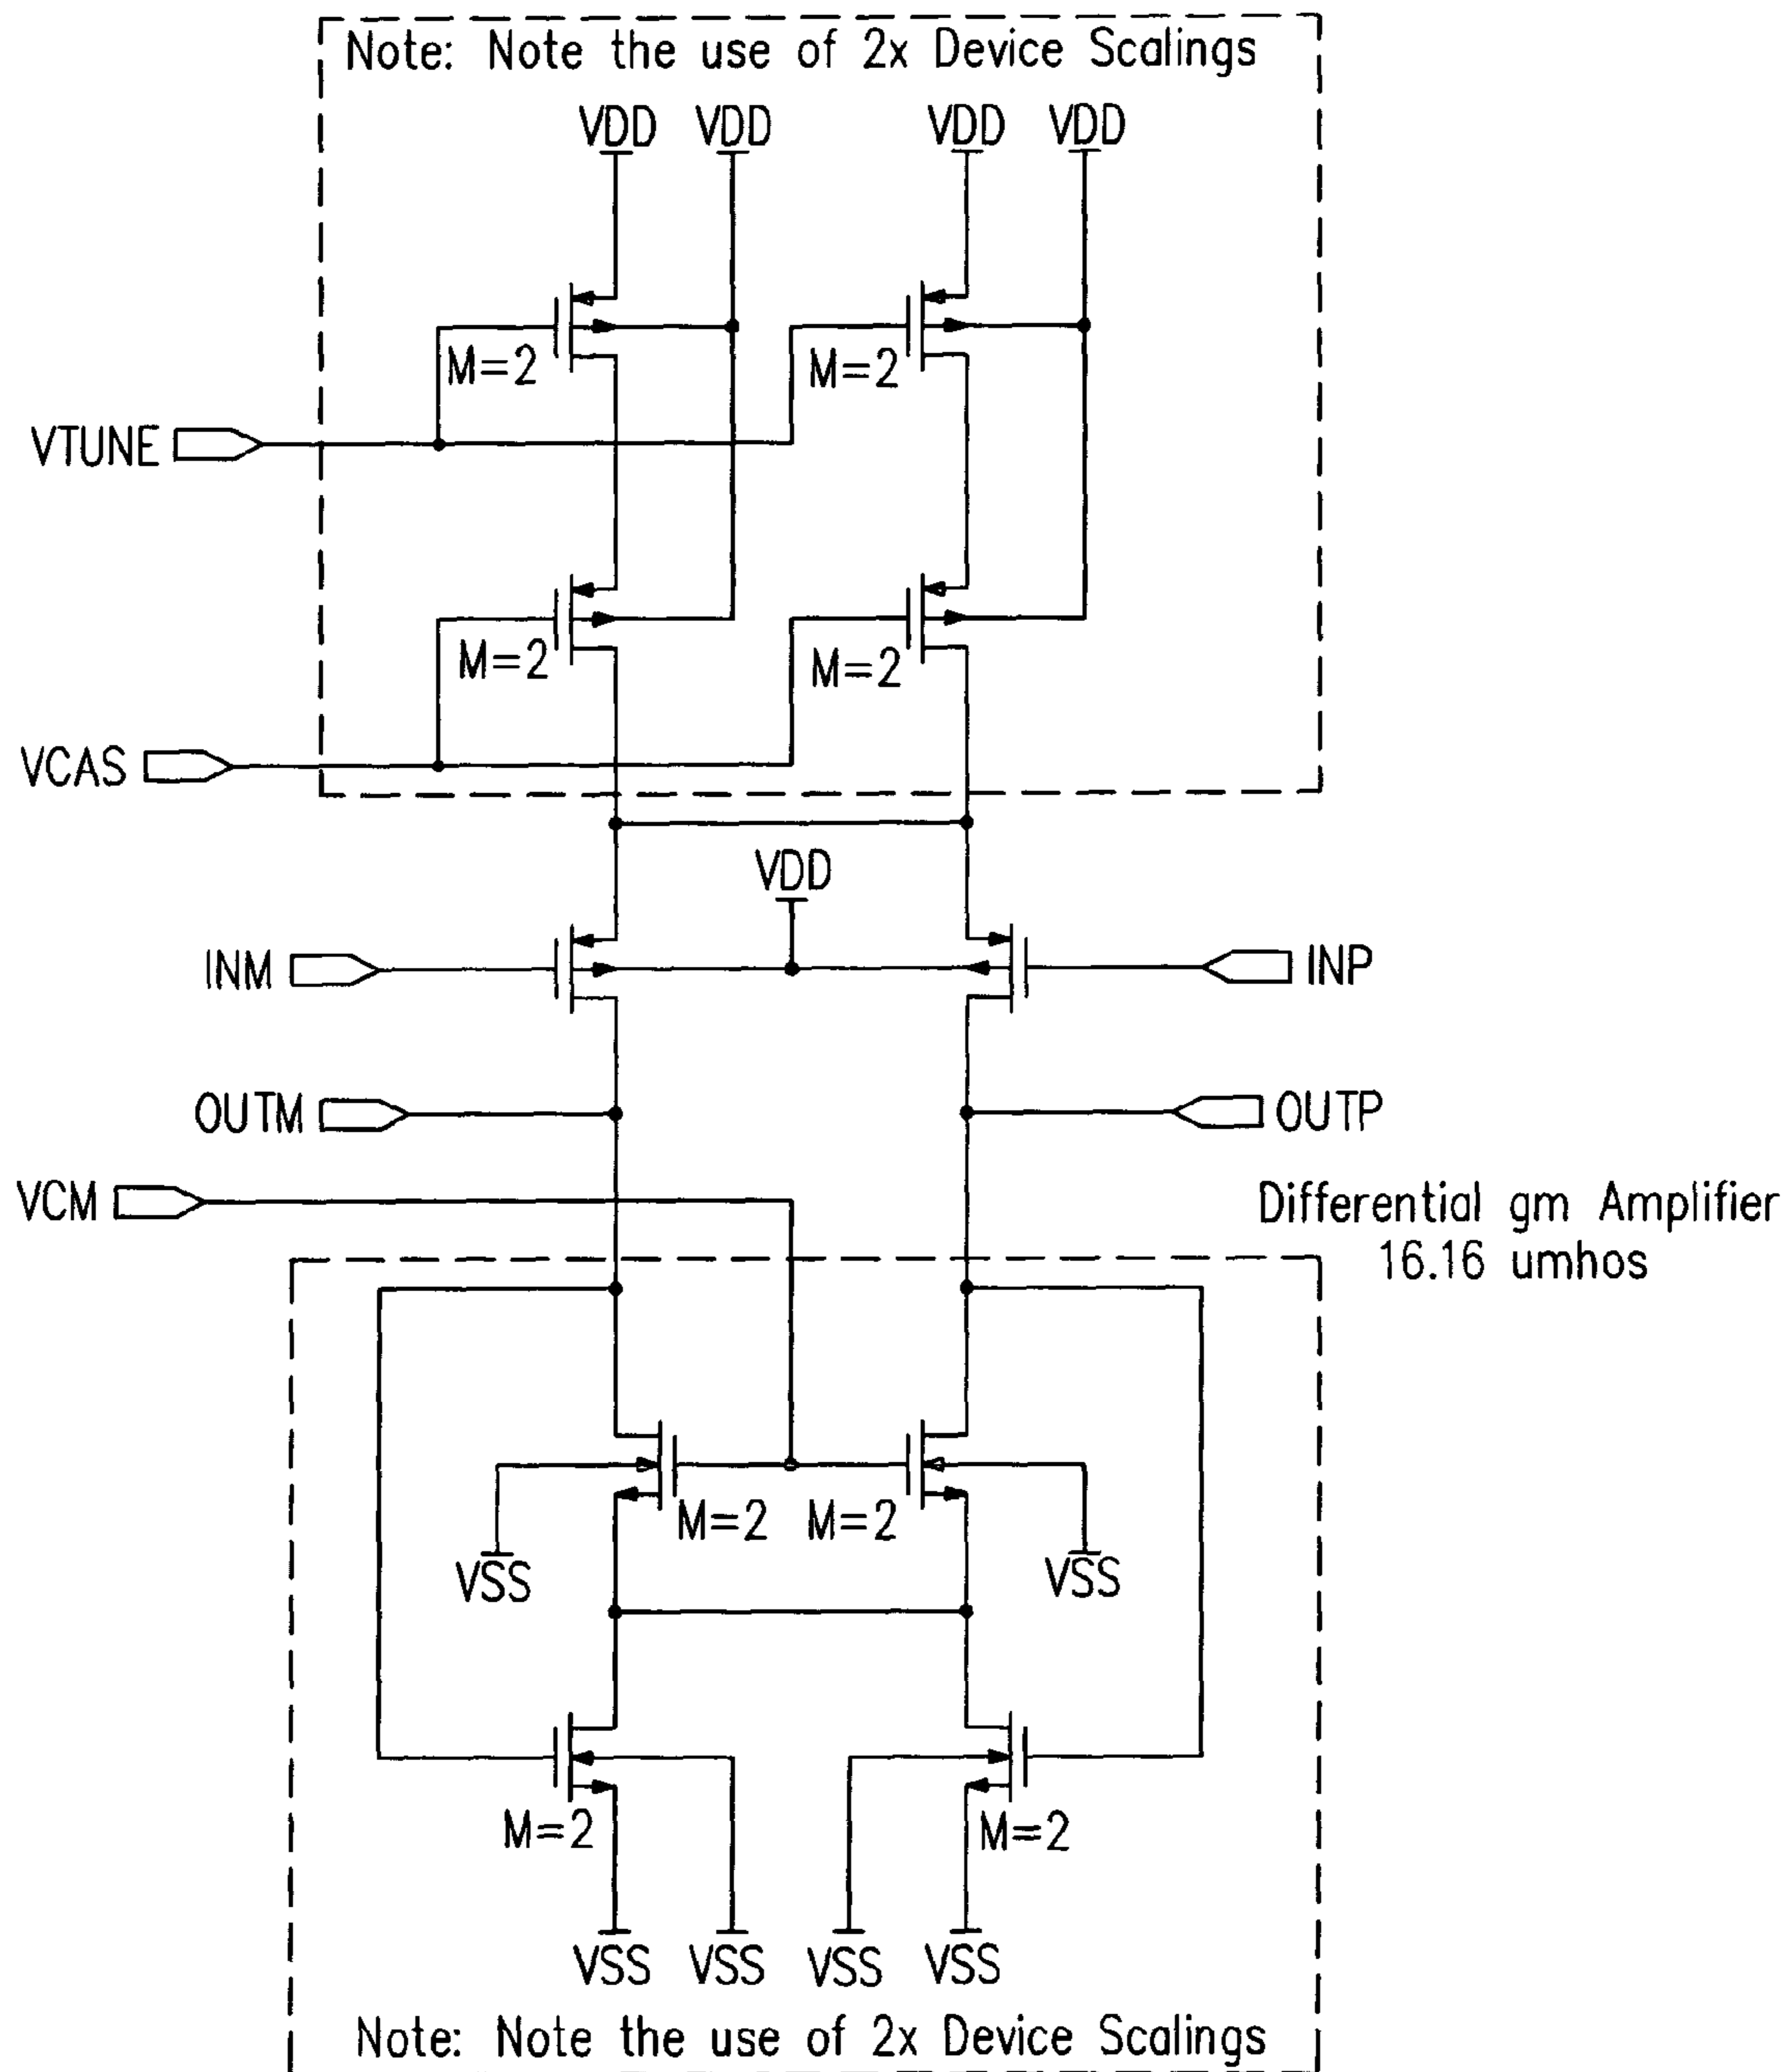 Note: Note the use of 2x Device Scalings
VDD VDD VDD VDD
M=2 M=2
VTUNE
M=2 M=2
VCAS
VDD
INM INP
OUTM OUTP
VCM
Differential gm Amplifier
16.16 umhos
M=2 M=2
VSS VSS
M=2 M=2
VSS VSS VSS VSS
Note: Note the use of 2x Device Scalings